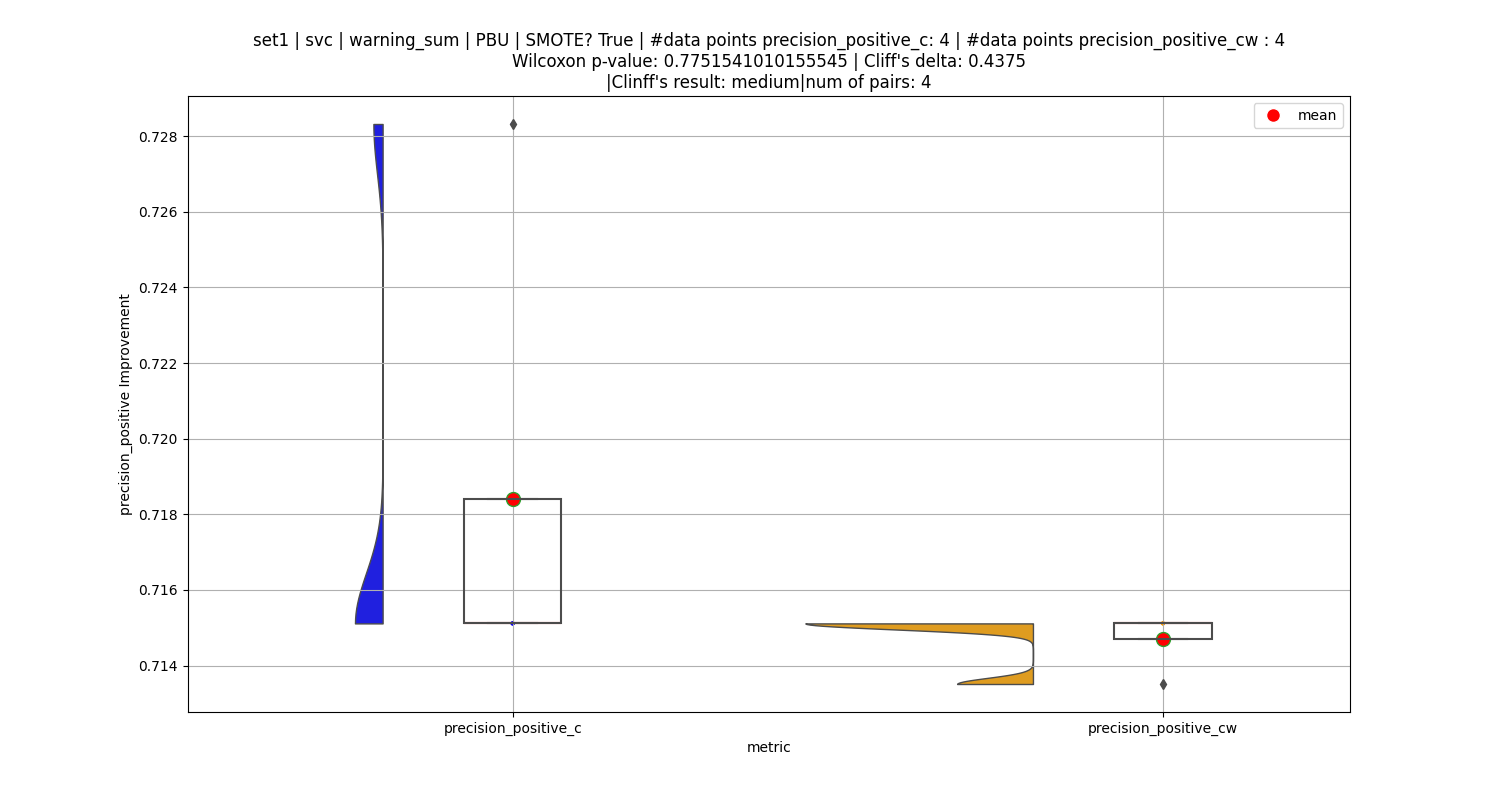 set1 | svc | warning_sum | PBU | SMOTE? True | #data points precision_positive_c: 4 | #data points precision_positive_cw : 4
Wilcoxon p-value: 0.7751541010155545 | Cliff's delta: 0.4375
|Clinff's result: medium|num of pairs: 4
mean
0.728
0.726
0.724
0.722
0.720
0.718
0.716
0.714
precision_positive Improvement
precision_positive_c
precision_positive_cw
metric